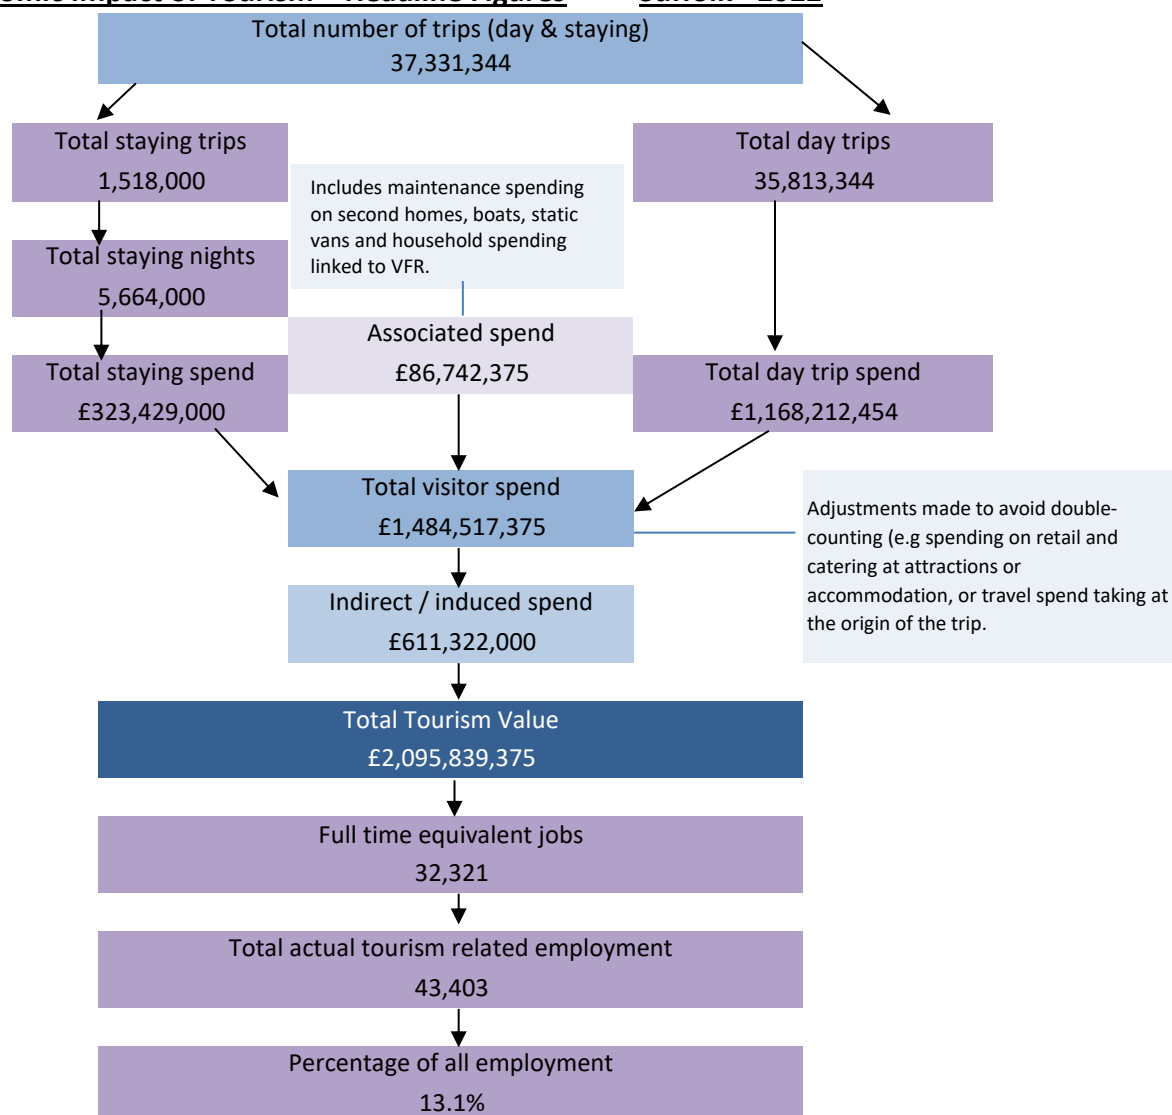 Total number of trips (day & staying)
37,331,344
Total staying trips
1,518,000
Total day trips
35,813,344
Includes maintenance spending
on second homes, boats, static
vans and household spending
linked to VFR.
Total staying nights
5,664,000
Associated spend
£86,742,375
Total staying spend
£323,429,000
Total day trip spend
£1,168,212,454
Total visitor spend
£1,484,517,375
Adjustments made to avoid double-
counting (e.g spending on retail and
catering at attractions or
accommodation, or travel spend taking at
the origin of the trip.
Indirect / induced spend
£611,322,000
Total Tourism Value
£2,095,839,375
Full time equivalent jobs
32,321
Total actual tourism related employment
43,403
Percentage of all employment
13.1%